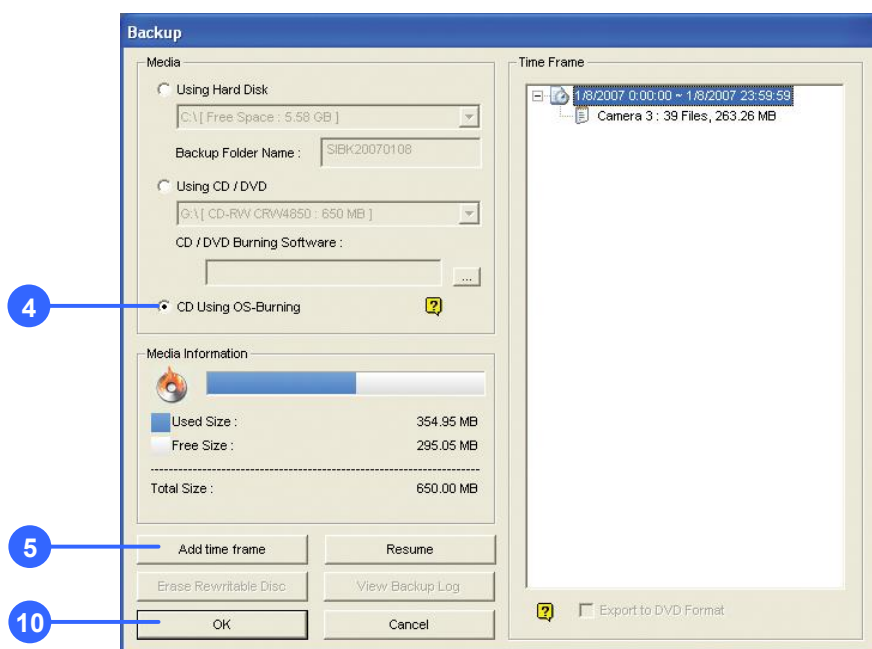 Backup
Media
Using Hard Disk
C:\ [ Free Space : 5.58 GB ]
Backup Folder Name :
SIBK20070108
Using CD / DVD
G:\ [ CD-RW CRW4850 : 650 MB ]
CD / DVD Burning Software :
...
4
CD Using OS-Burning
?
Media Information
Used Size : 354.95 MB
Free Size : 295.05 MB
Total Size : 650.00 MB
5
Add time frame
Resume
Erase Rewritable Disc
View Backup Log
10
OK
Cancel
Time Frame
1/8/2007 0:00:00 ~ 1/8/2007 23:59:59
Camera 3 : 39 Files, 263.26 MB
?
Export to DVD Format